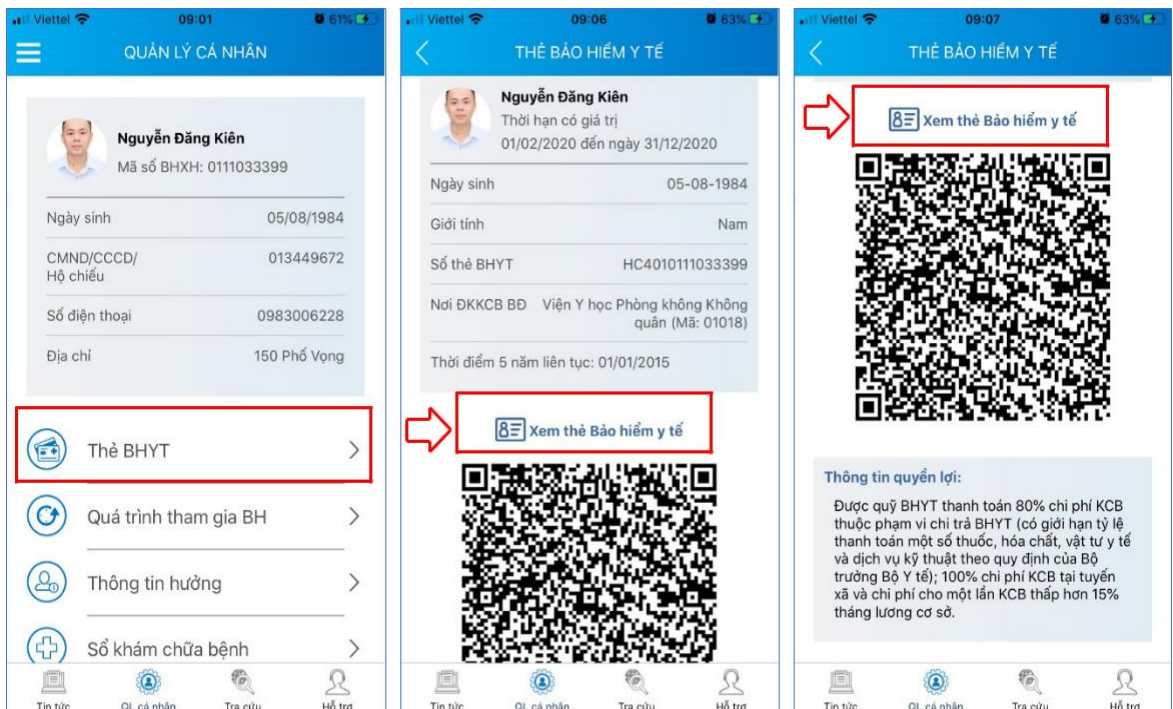 Viettel 09:01 61%
QUẢN LÝ CÁ NHÂN
Nguyễn Đăng Kiên
Mã số BHXH: 0111033399
Ngày sinh 05/08/1984
CMND/CCCD/ 013449672
Hộ chiếu
Số điện thoại 0983006228
Địa chỉ 150 Phố Vọng
Thẻ BHYT
Quá trình tham gia BH
Thông tin hưởng
Sổ khám chữa bệnh
Tin tức QL cá nhân Tra cứu Hỗ trợ
Viettel 09:06 63%
THẺ BẢO HIỂM Y TẾ
Nguyễn Đăng Kiên
Thời hạn có giá trị
01/02/2020 đến ngày 31/12/2020
Ngày sinh 05-08-1984
Giới tính Nam
Số thẻ BHYT HC4010111033399
Nơi ĐKKCB BĐ Viện Y học Phòng không Không
quân (Mã: 01018)
Thời điểm 5 năm liên tục: 01/01/2015
Xem thẻ Bảo hiểm y tế
Tin tức QL cá nhân Tra cứu Hỗ trợ
Viettel 09:07 63%
THẺ BẢO HIỂM Y TẾ
Xem thẻ Bảo hiểm y tế
Thông tin quyền lợi:
Được quỹ BHYT thanh toán 80% chi phí KCB
thuộc phạm vi chi trả BHYT (có giới hạn tỷ lệ
thanh toán một số thuốc, hóa chất, vật tư y tế
và dịch vụ kỹ thuật theo quy định của Bộ
trưởng Bộ Y tế); 100% chi phí KCB tại tuyến
xã và chi phí cho một lần KCB thấp hơn 15%
tháng lương cơ sở.
Tin tức QL cá nhân Tra cứu Hỗ trợ